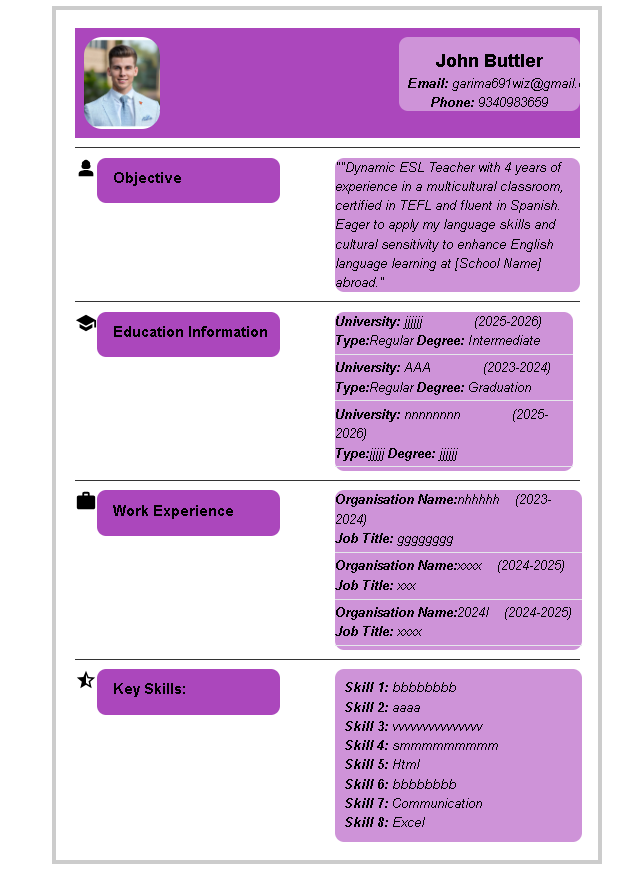 John Buttler
Email: garima691wiz@gmail.
Phone: 9340983659
Objective
""Dynamic ESL Teacher with 4 years of
experience in a multicultural classroom,
certified in TEFL and fluent in Spanish.
Eager to apply my language skills and
cultural sensitivity to enhance English
language learning at [School Name]
abroad."
Education Information
University: jjjjjj (2025-2026)
Type:Regular Degree: Intermediate
University: AAA (2023-2024)
Type:Regular Degree: Graduation
University: nnnnnnnn (2025-
2026)
Type:jjjjj Degree: jjjjjj
Work Experience
Organisation Name:nhhhhh (2023-
2024)
Job Title: gggggggg
Organisation Name:xxxx (2024-2025)
Job Title: xxx
Organisation Name:2024l (2024-2025)
Job Title: xxxx
Key Skills:
Skill 1: bbbbbbbb
Skill 2: aaaa
Skill 3: vvvvvvvvvvvvvv
Skill 4: smmmmmmmmm
Skill 5: Html
Skill 6: bbbbbbbb
Skill 7: Communication
Skill 8: Excel